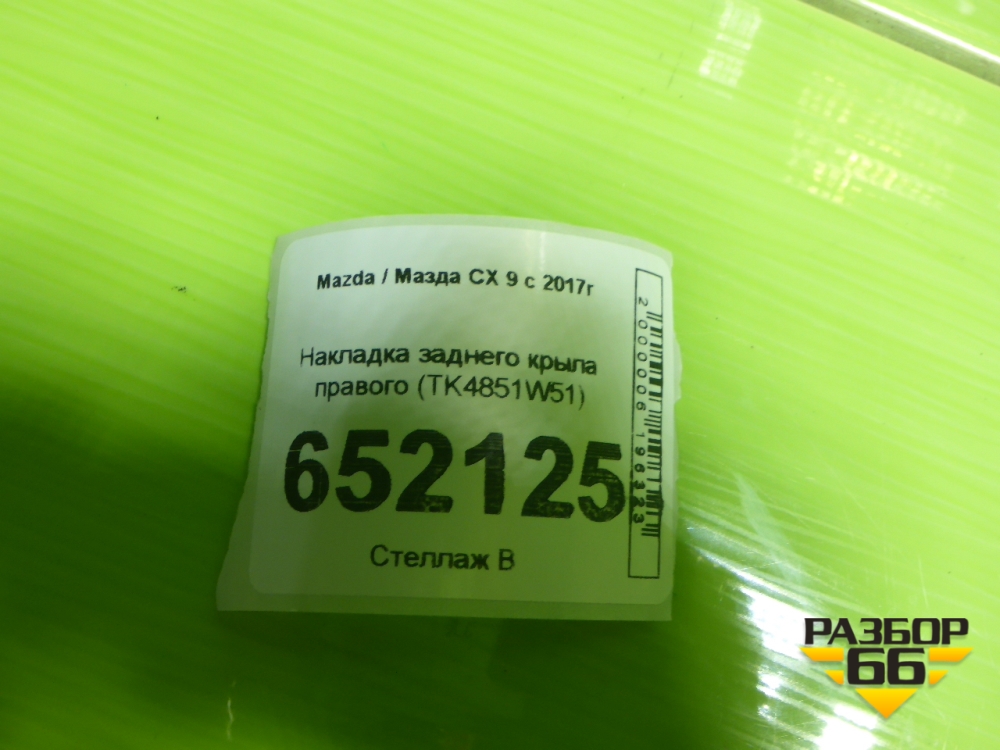 Mazda / Мазда CX 9 с 2017г
Накладка заднего крыла
правого (TK4851W51)
652125
Стеллаж В
2000006196323
РАЗБОР
66